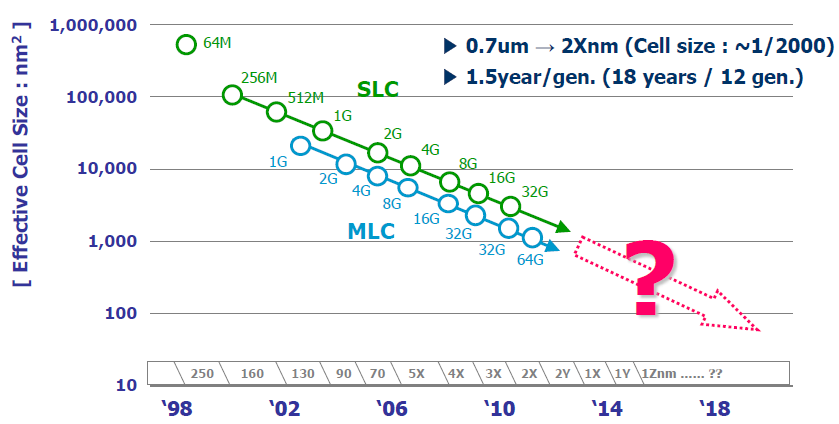 [ Effective Cell Size : nm² ]
1,000,000
100,000
10,000
1,000
100
10
▶ 0.7um → 2Xnm (Cell size : ~1/2000)
▶ 1.5year/gen. (18 years / 12 gen.)
SLC
64M
256M
512M
1G
2G
4G
8G
16G
32G
MLC
1G
2G
4G
8G
16G
32G
32G
64G
?
250 160 130 90 70 5X 4X 3X 2X 2Y 1X 1Y 1Znm ...... ??
‘98 ‘02 ‘06 ‘10 ‘14 ‘18